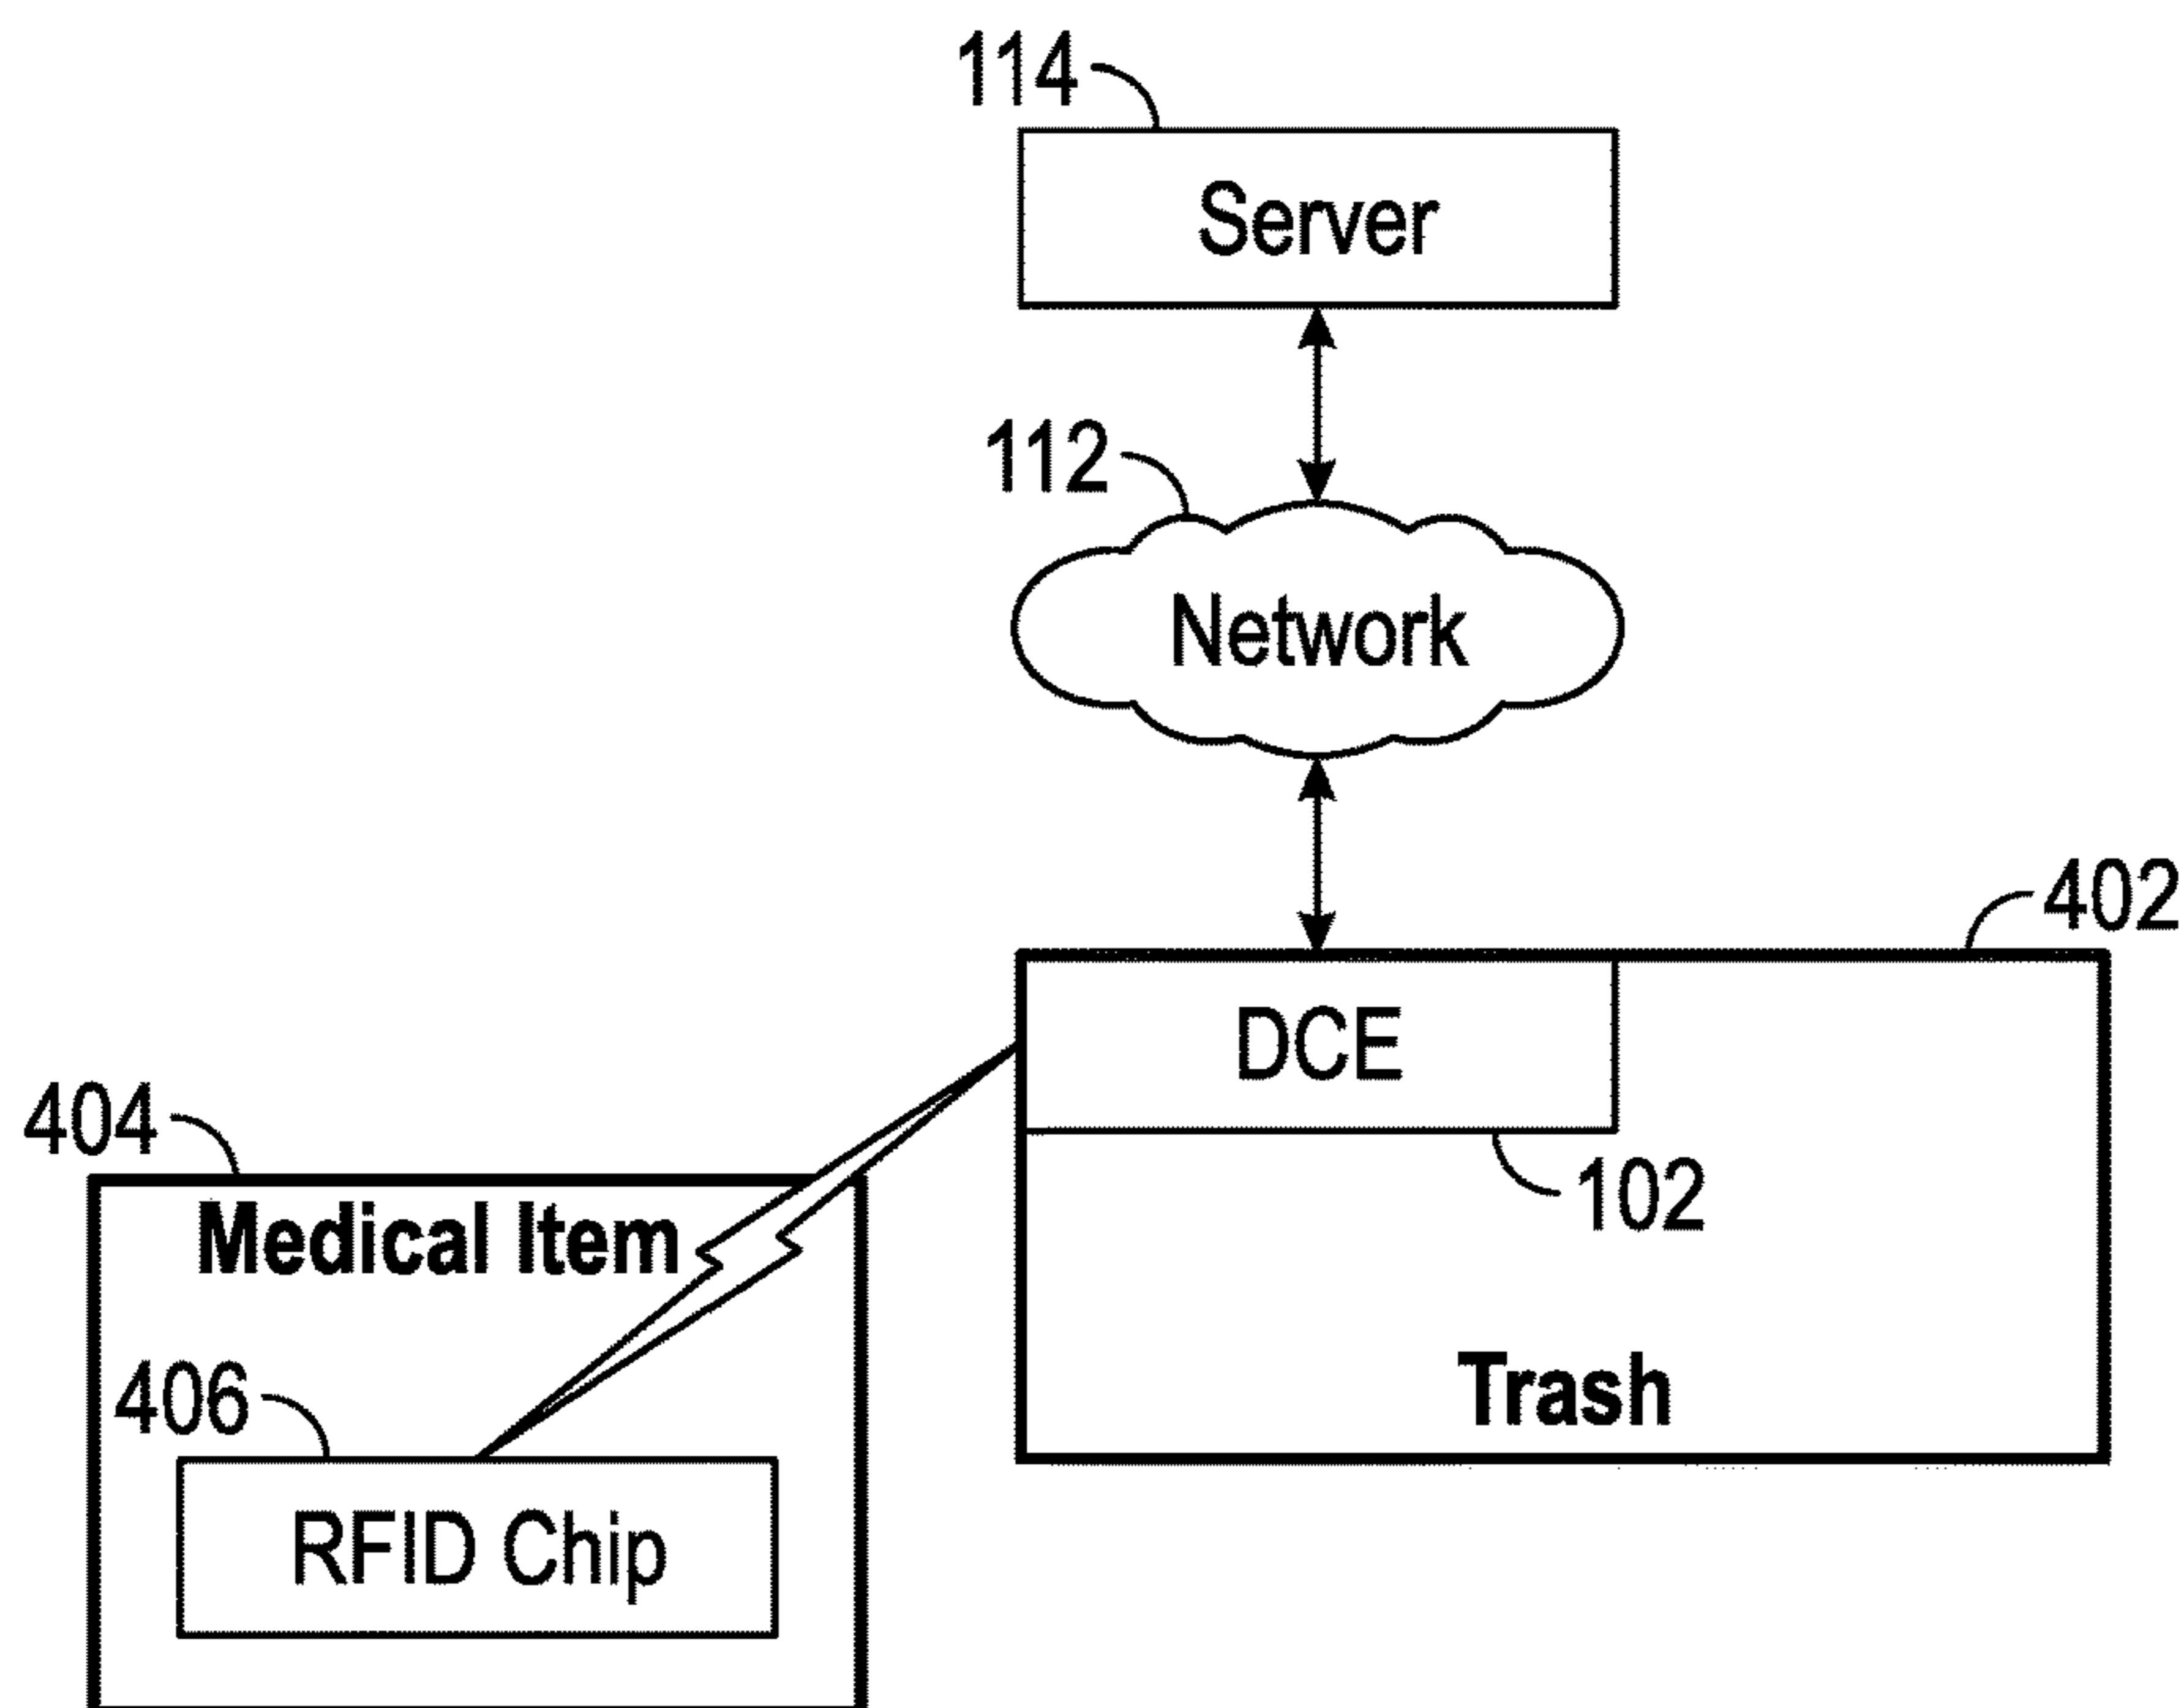 114
Server
112
Network
402
DCE
404
102
Medical Item
406
Trash
RFID Chip